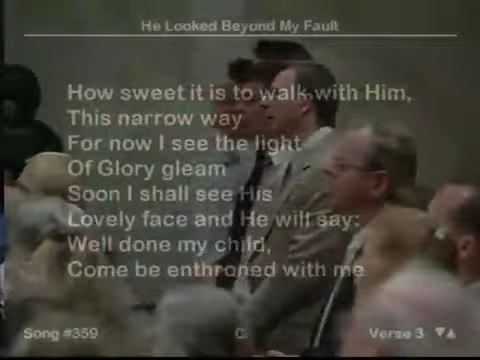 He Looked Beyond My Fault
How sweet it is to walk with Him,
This narrow way
For now I see the light
Of Glory gleam
Soon I shall see His
Lovely face and He will say:
Well done my child,
Come be enthroned with me
Song #359 C Verse 3